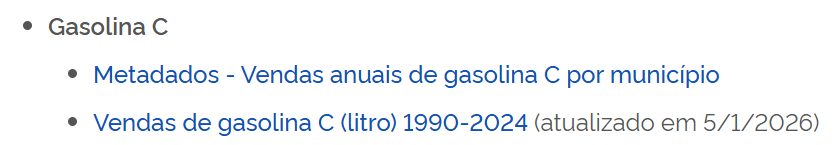 Gasolina C
Metadados - Vendas anuais de gasolina C por município
Vendas de gasolina C (litro) 1990-2024 (atualizado em 5/1/2026)